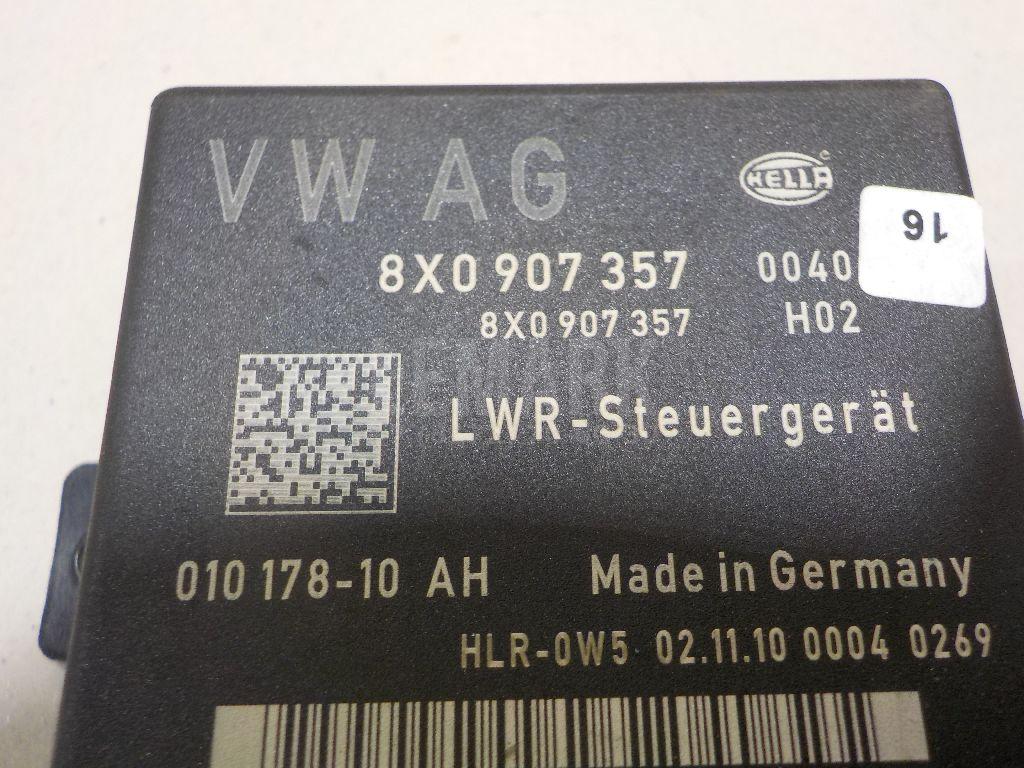 VW AG
HELLA
8X0 907 357 0040
16
8X0 907 357 H02
LWR-Steuergerät
010 178-10 AH Made in Germany
HLR-0W5 02.11.10 0004 0269